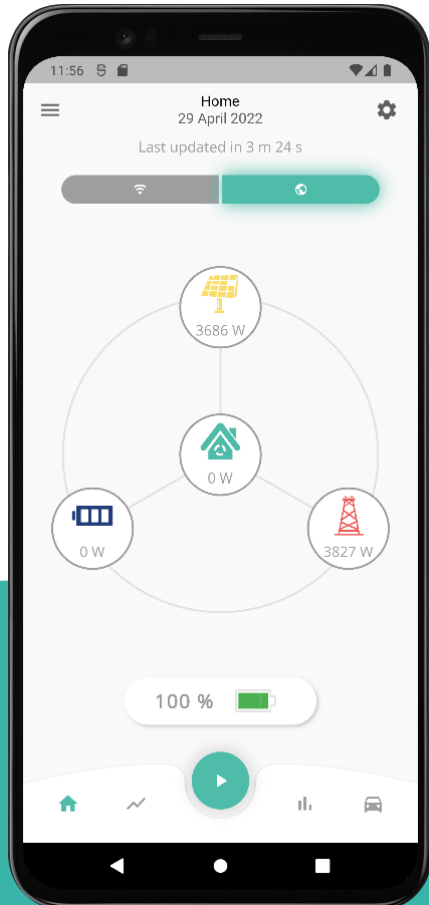 11:56
Home
29 April 2022
Last updated in 3 m 24 s
3686 W
0 W
0 W
3827 W
100 %